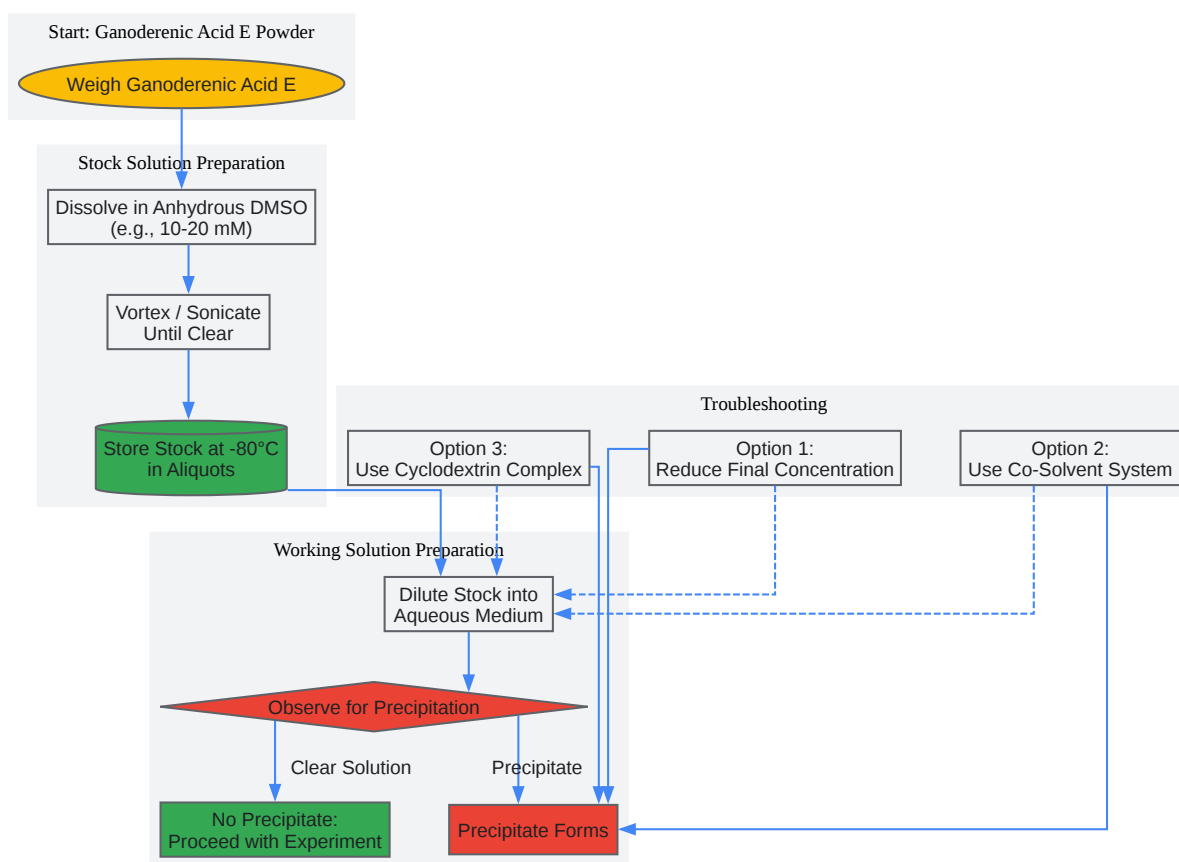 Start: Ganoderenic Acid E Powder
Weigh Ganoderenic Acid E
Stock Solution Preparation
Dissolve in Anhydrous DMSO
(e.g., 10-20 mM)
Vortex / Sonicate
Until Clear
Store Stock at -80°C
in Aliquots
Troubleshooting
Option 3:
Use Cyclodextrin Complex
Option 1:
Reduce Final Concentration
Option 2:
Use Co-Solvent System
Working Solution Preparation
Dilute Stock into
Aqueous Medium
Observe for Precipitation
Clear Solution
Precipitate
No Precipitate:
Proceed with Experiment
Precipitate Forms